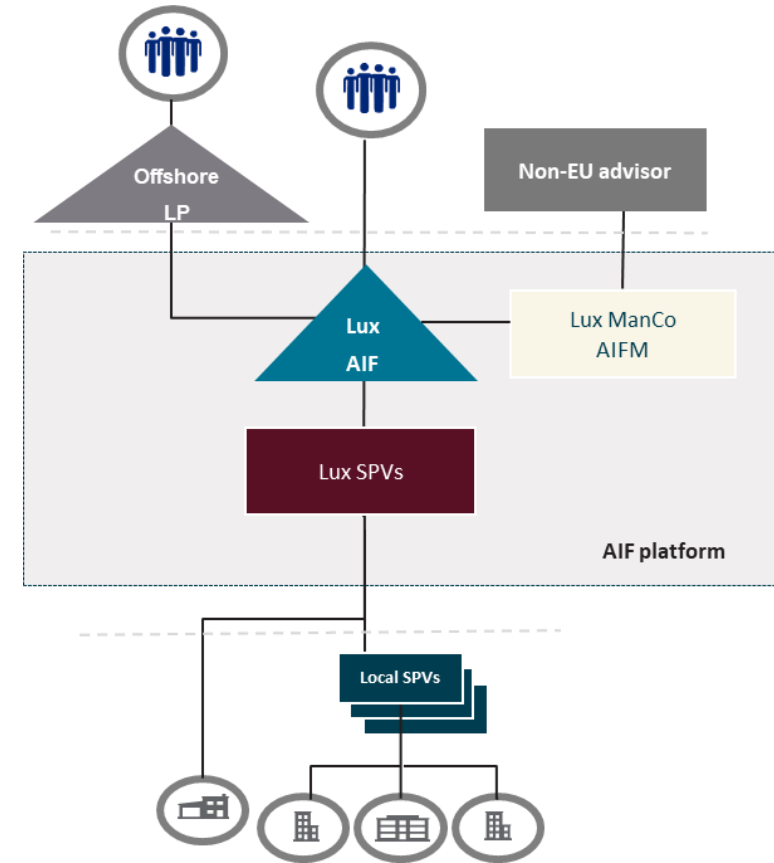 Offshore
LP
Non-EU advisor
Lux
AIF
Lux ManCo
AIFM
Lux SPVs
AIF platform
Local SPVs